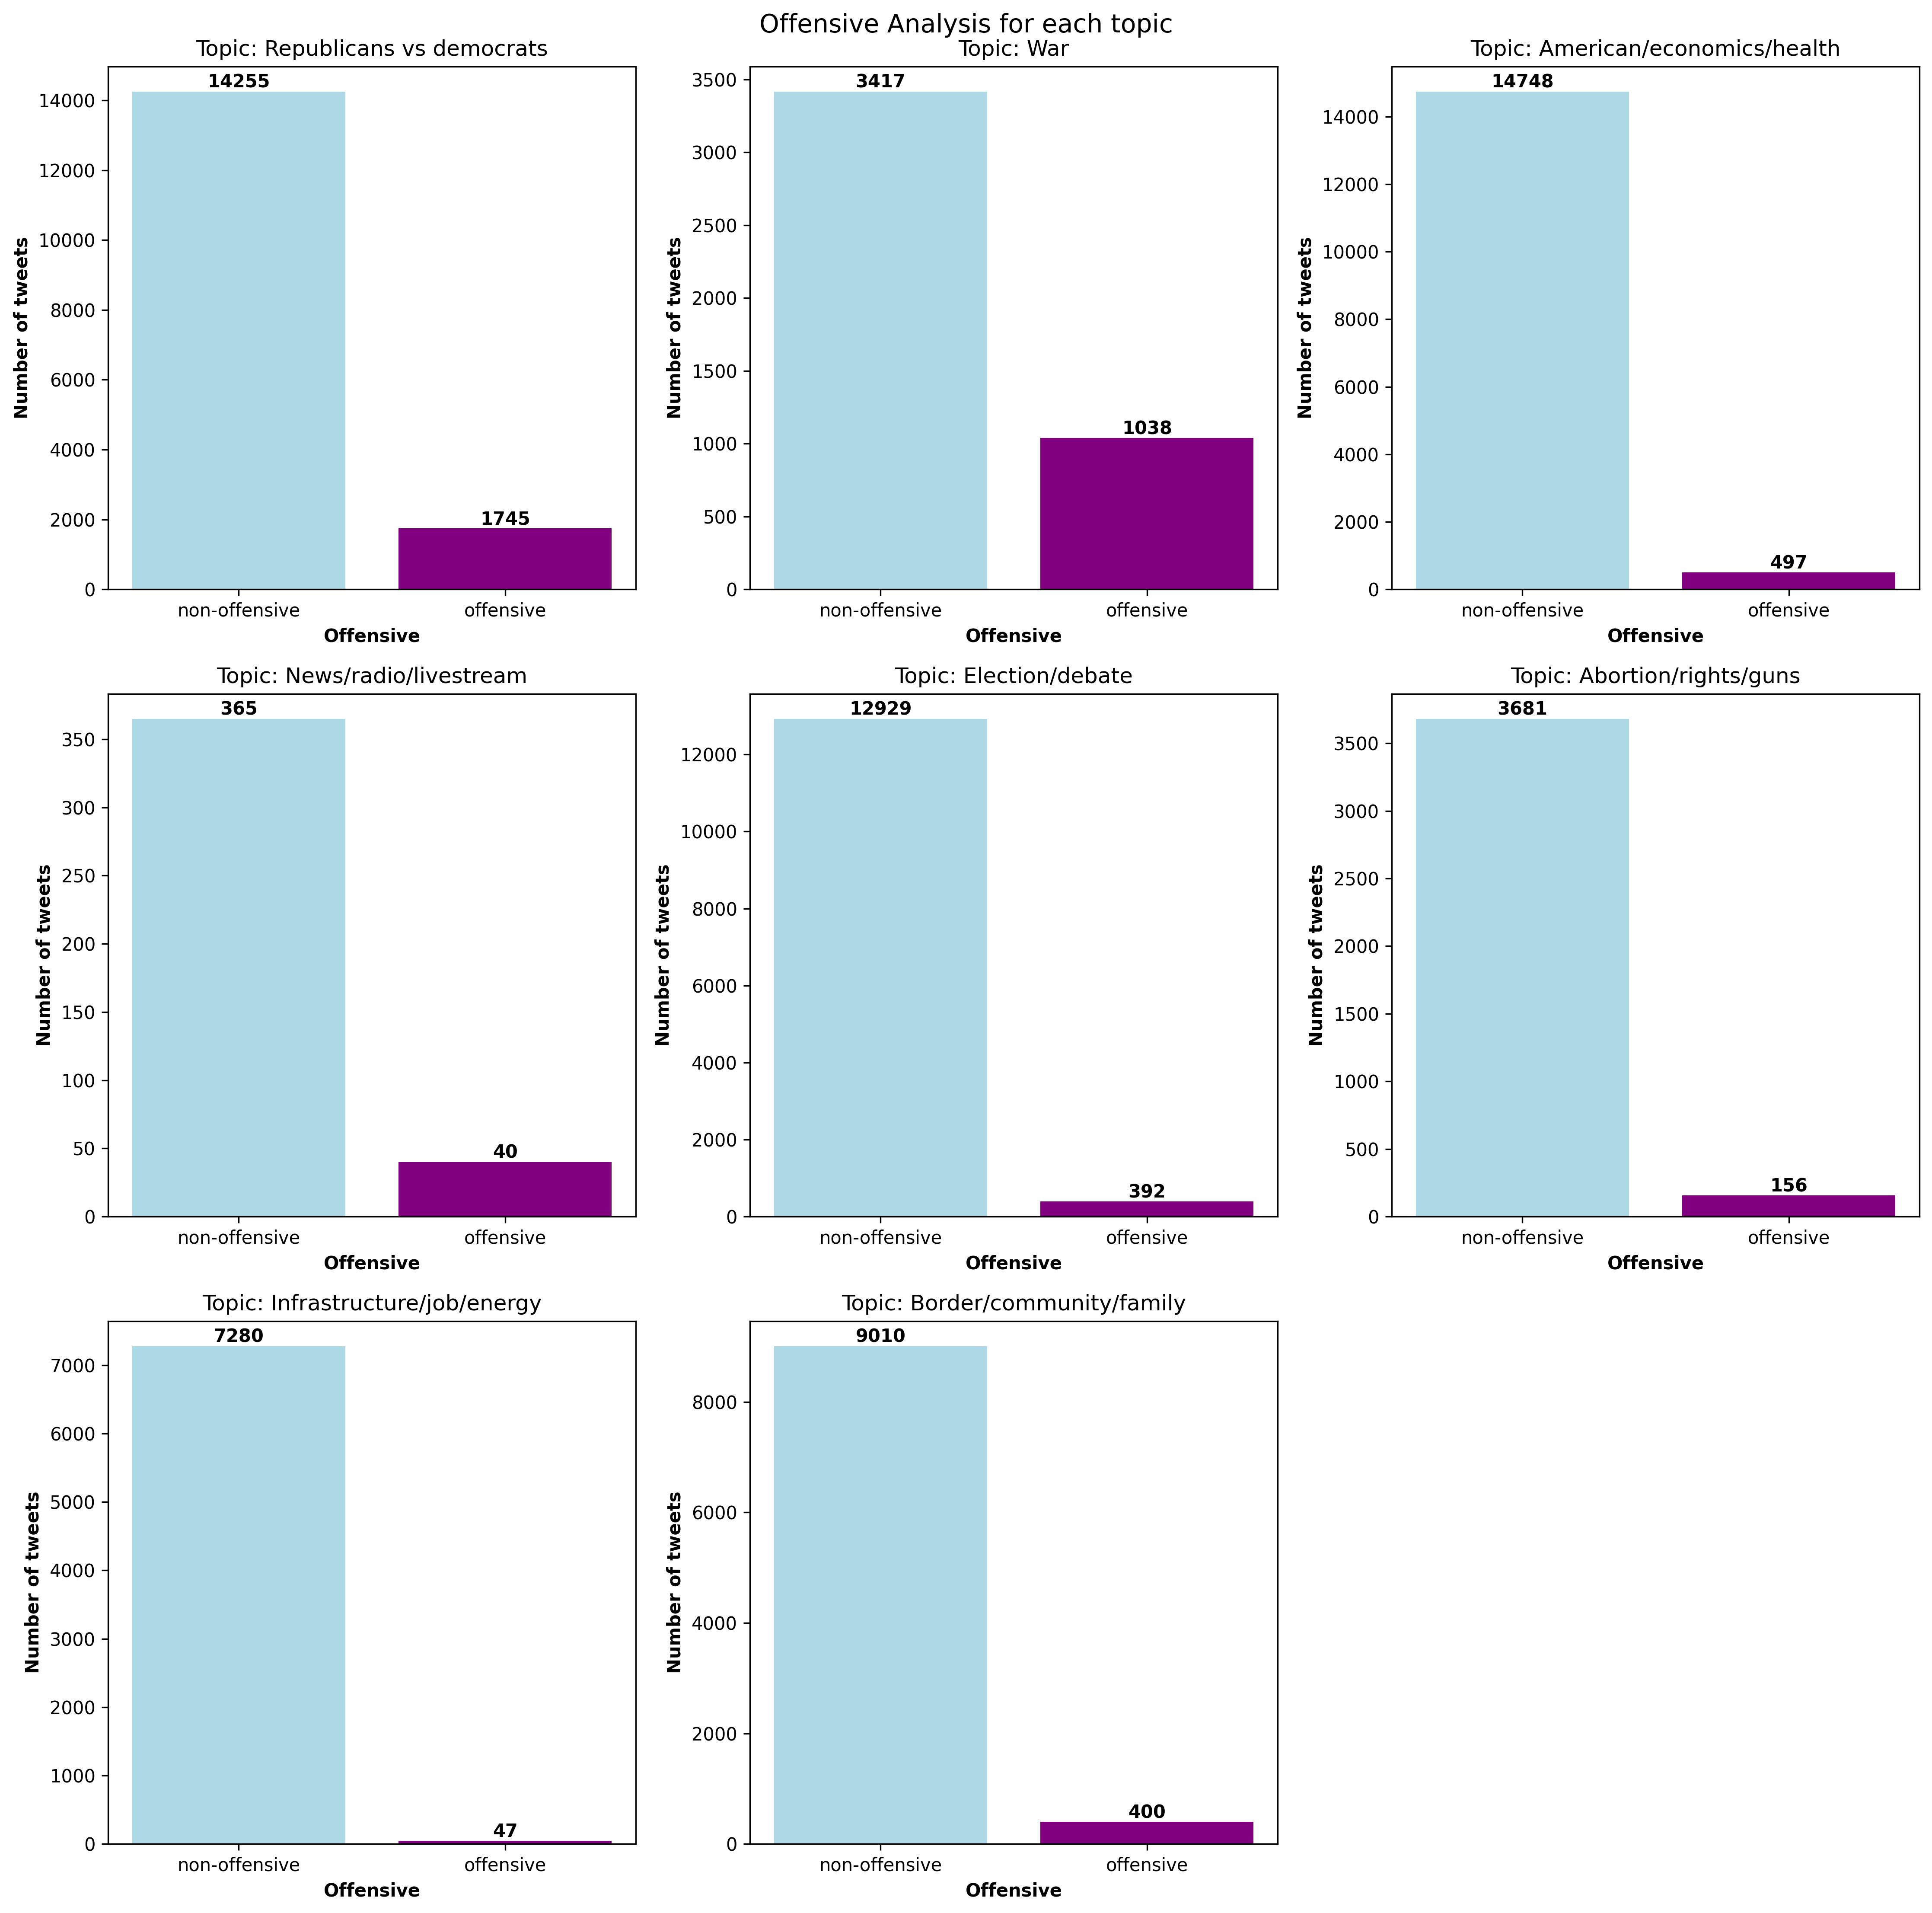 Offensive Analysis for each topic
Topic: Republicans vs democrats
14255
1745
14000
12000
10000
8000
6000
4000
2000
0
Number of tweets
non-offensive offensive
Offensive
Topic: War
3417
1038
3500
3000
2500
2000
1500
1000
500
0
Number of tweets
non-offensive offensive
Offensive
Topic: American/economics/health
14748
497
14000
12000
10000
8000
6000
4000
2000
0
Number of tweets
non-offensive offensive
Offensive
Topic: News/radio/livestream
365
40
350
300
250
200
150
100
50
0
Number of tweets
non-offensive offensive
Offensive
Topic: Election/debate
12929
392
12000
10000
8000
6000
4000
2000
0
Number of tweets
non-offensive offensive
Offensive
Topic: Abortion/rights/guns
3681
156
3500
3000
2500
2000
1500
1000
500
0
Number of tweets
non-offensive offensive
Offensive
Topic: Infrastructure/job/energy
7280
47
7000
6000
5000
4000
3000
2000
1000
0
Number of tweets
non-offensive offensive
Offensive
Topic: Border/community/family
9010
400
8000
6000
4000
2000
0
Number of tweets
non-offensive offensive
Offensive